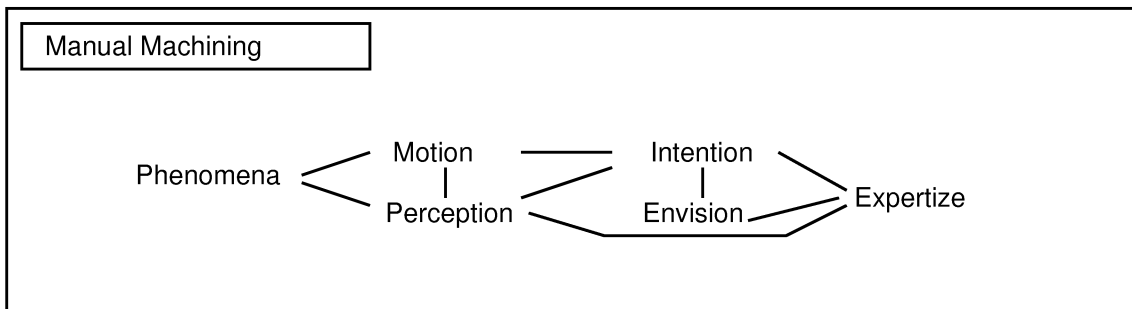 Manual Machining
Motion
Intention
Phenomena
Perception
Envision
Expertize